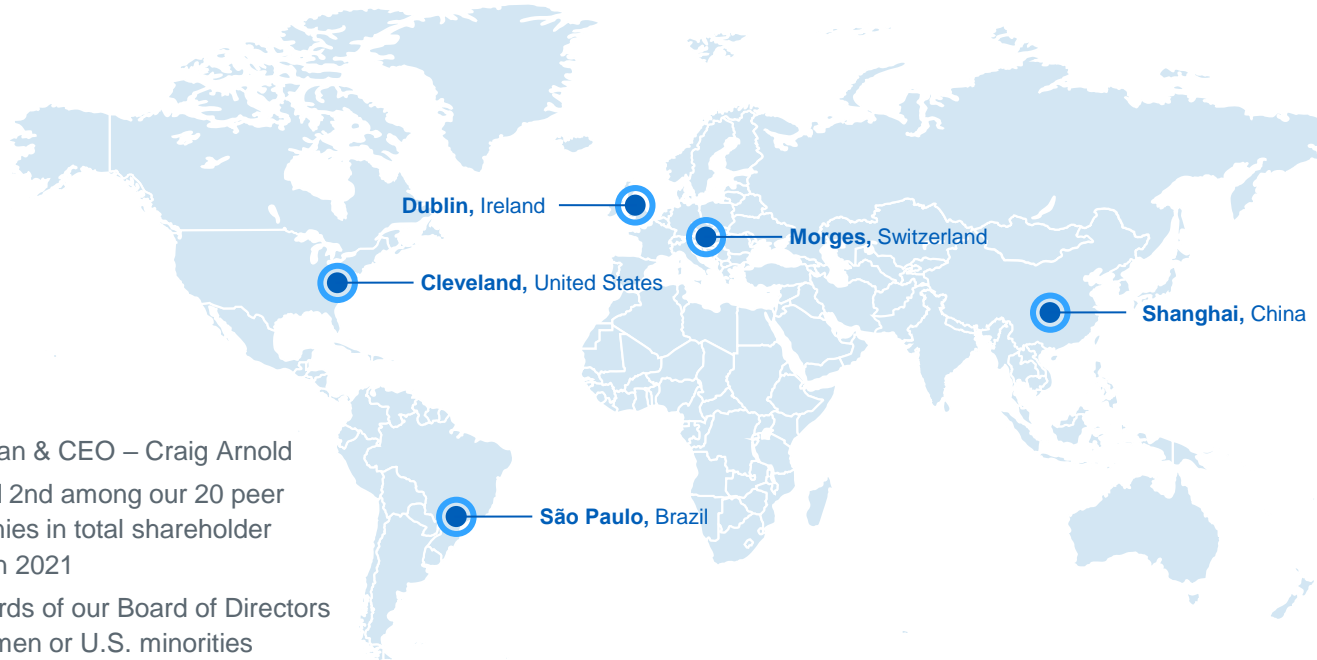 Dublin, Ireland
Morges, Switzerland
Cleveland, United States
Shanghai, China
an & CEO – Craig Arnold
2nd among our 20 peer
nies in total shareholder
n 2021
São Paulo, Brazil
rds of our Board of Directors
men or U.S. minorities